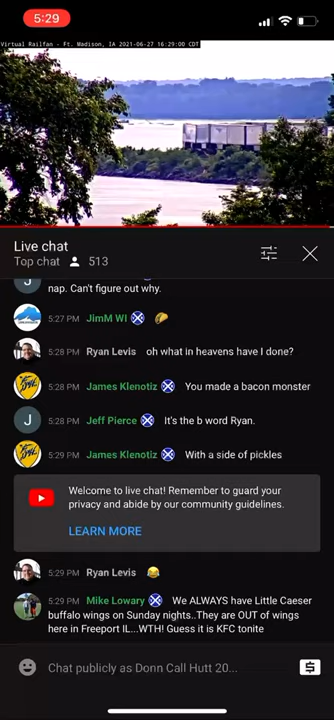 5:29
Virtual Railfan - Ft. Madison, IA 2021-06-27 16:29:00 CDT
Live chat
Top chat 513
J
nap. Can't figure out why.
5:27 PM JimM WI 🌮
5:28 PM Ryan Levis oh what in heavens have I done?
5:28 PM James Klenotiz You made a bacon monster
J 5:28 PM Jeff Pierce It's the b word Ryan.
5:29 PM James Klenotiz With a side of pickles
Welcome to live chat! Remember to guard your
privacy and abide by our community guidelines.
LEARN MORE
5:29 PM Ryan Levis 😂
5:29 PM Mike Lowary We ALWAYS have Little Caeser
buffalo wings on Sunday nights..They are OUT of wings
here in Freeport IL...WTH! Guess it is KFC tonite
Chat publicly as Donn Call Hutt 20...